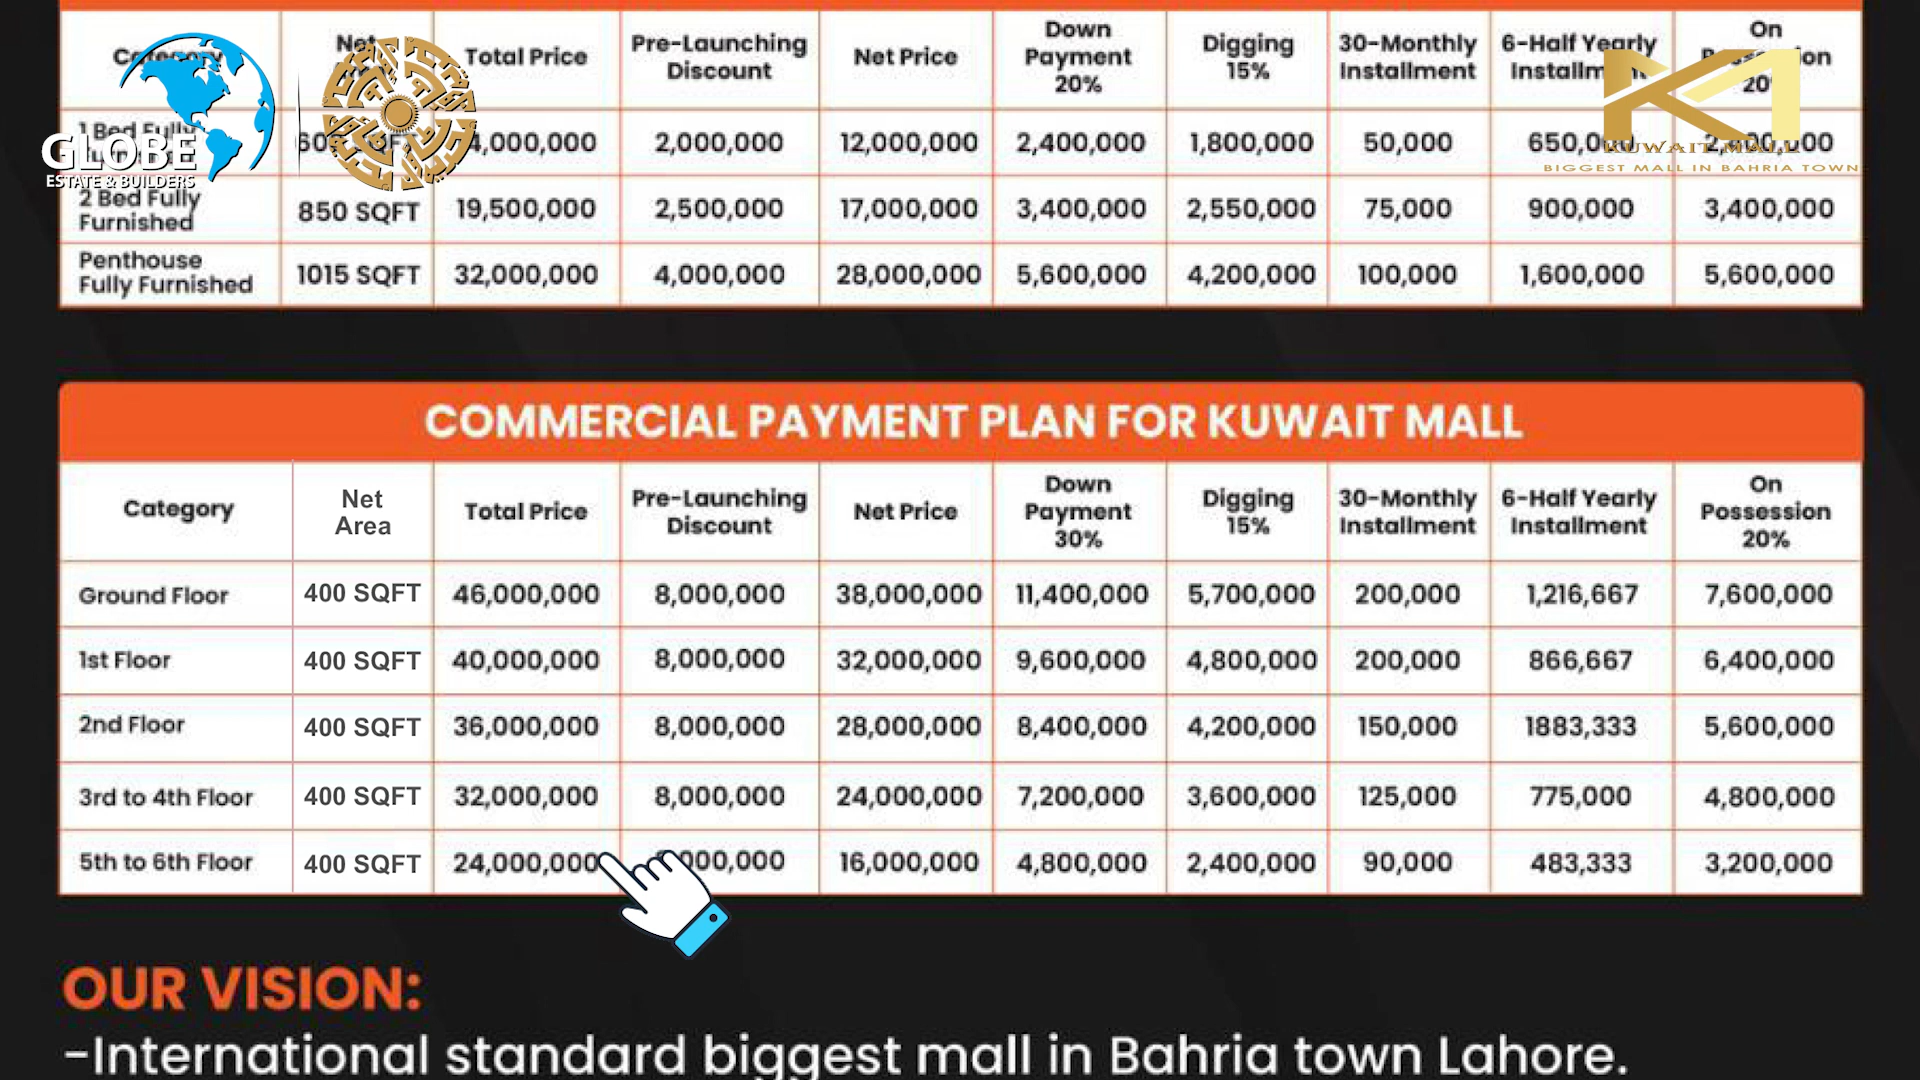 Total Price Pre-Launching Discount Net Price Down Payment 20% Digging 15% 30-Monthly Installment 6-Half Yearly On
GLOBE
ESTATE & BUILDERS
KUWAIT MALL
BIGGEST MALL IN BAHRIA TOWN
1 Bed Fully 2,000,000 12,000,000 2,400,000 1,800,000 50,000
2 Bed Fully Furnished 850 SQFT 19,500,000 2,500,000 17,000,000 3,400,000 2,550,000 75,000 900,000 3,400,000
Penthouse Fully Furnished 1015 SQFT 32,000,000 4,000,000 28,000,000 5,600,000 4,200,000 100,000 1,600,000 5,600,000
COMMERCIAL PAYMENT PLAN FOR KUWAIT MALL
Category Net Area Total Price Pre-Launching Discount Net Price Down Payment 30% Digging 15% 30-Monthly Installment 6-Half Yearly Installment On Possession 20%
Ground Floor 400 SQFT 46,000,000 8,000,000 38,000,000 11,400,000 5,700,000 200,000 1,216,667 7,600,000
1st Floor 400 SQFT 40,000,000 8,000,000 32,000,000 9,600,000 4,800,000 200,000 866,667 6,400,000
2nd Floor 400 SQFT 36,000,000 8,000,000 28,000,000 8,400,000 4,200,000 150,000 1883,333 5,600,000
3rd to 4th Floor 400 SQFT 32,000,000 8,000,000 24,000,000 7,200,000 3,600,000 125,000 775,000 4,800,000
5th to 6th Floor 400 SQFT 24,000,000 16,000,000 4,800,000 2,400,000 90,000 483,333 3,200,000
OUR VISION:
-International standard biggest mall in Bahria town Lahore.